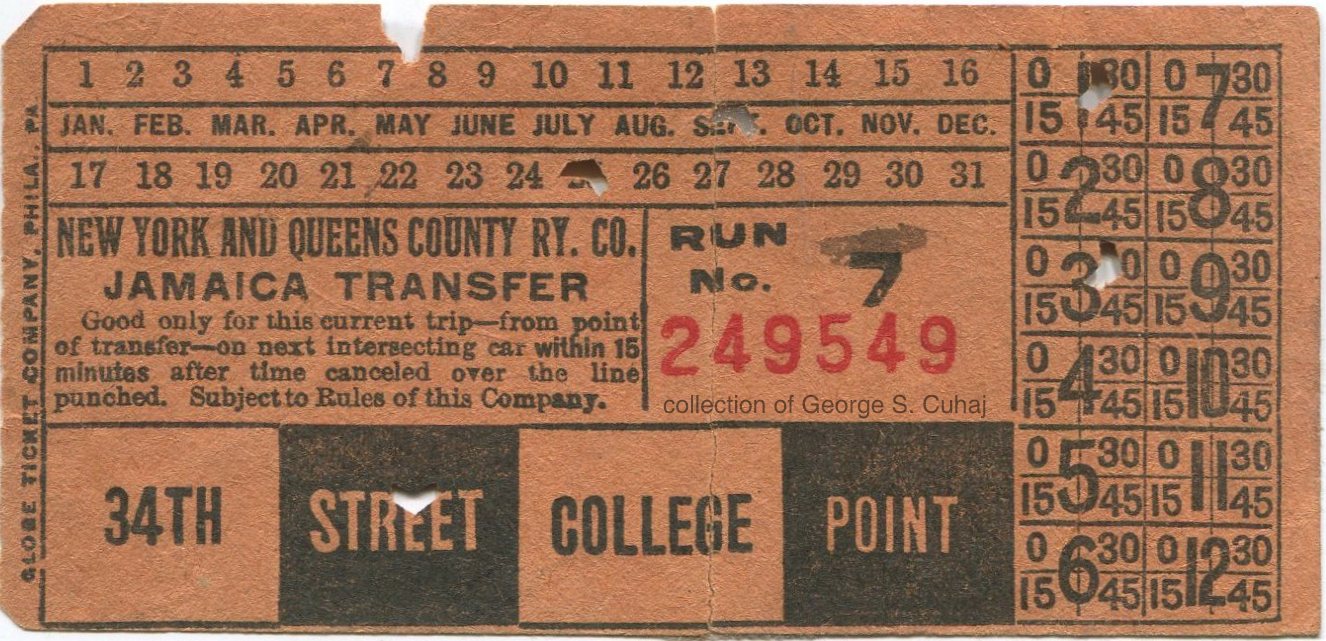 1 2 3 4 5 6 7 8 9 10 11 12 13 14 15 16
JAN. FEB. MAR. APR. MAY JUNE JULY AUG. SEPT. OCT. NOV. DEC.
17 18 19 20 21 22 23 24 26 27 28 29 30 31
NEW YORK AND QUEENS COUNTY RY. CO.
JAMAICA TRANSFER
Good only for this current trip—from point
of transfer—on next intersecting car within 15
minutes after time canceled over the line
punched. Subject to Rules of this Company.
RUN
No. 7
249549
collection of George S. Cuhaj
34TH STREET COLLEGE POINT
0 1 30 0 7 30
15 45 15 45
0 2 30 0 8 30
15 45 15 45
0 3 0 0 9 30
15 45 15 45
0 4 30 0 10 30
15 45 15 45
0 5 30 0 11 30
15 45 15 45
0 6 30 0 12 30
15 45 15 45
GLOBE TICKET COMPANY, PHILA., PA